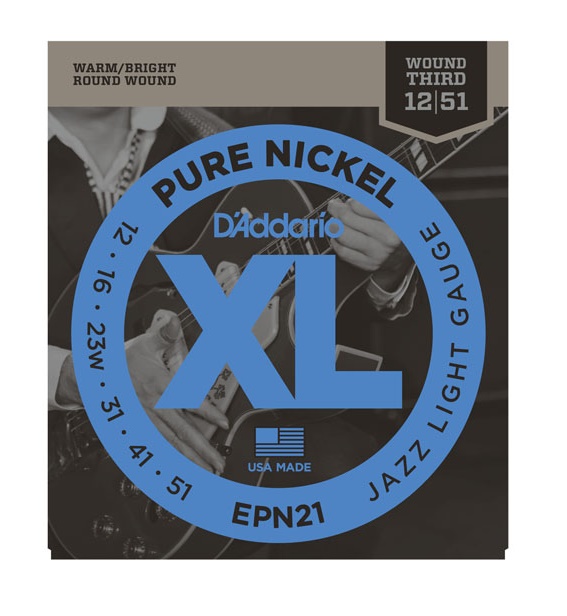 WARM/BRIGHT
ROUND WOUND
WOUND
THIRD
12|51
PURE NICKEL
D'Addario
XL
12 • 16 • 23w • 31 • 41 • 51
JAZZ LIGHT GAUGE
USA MADE
EPN21